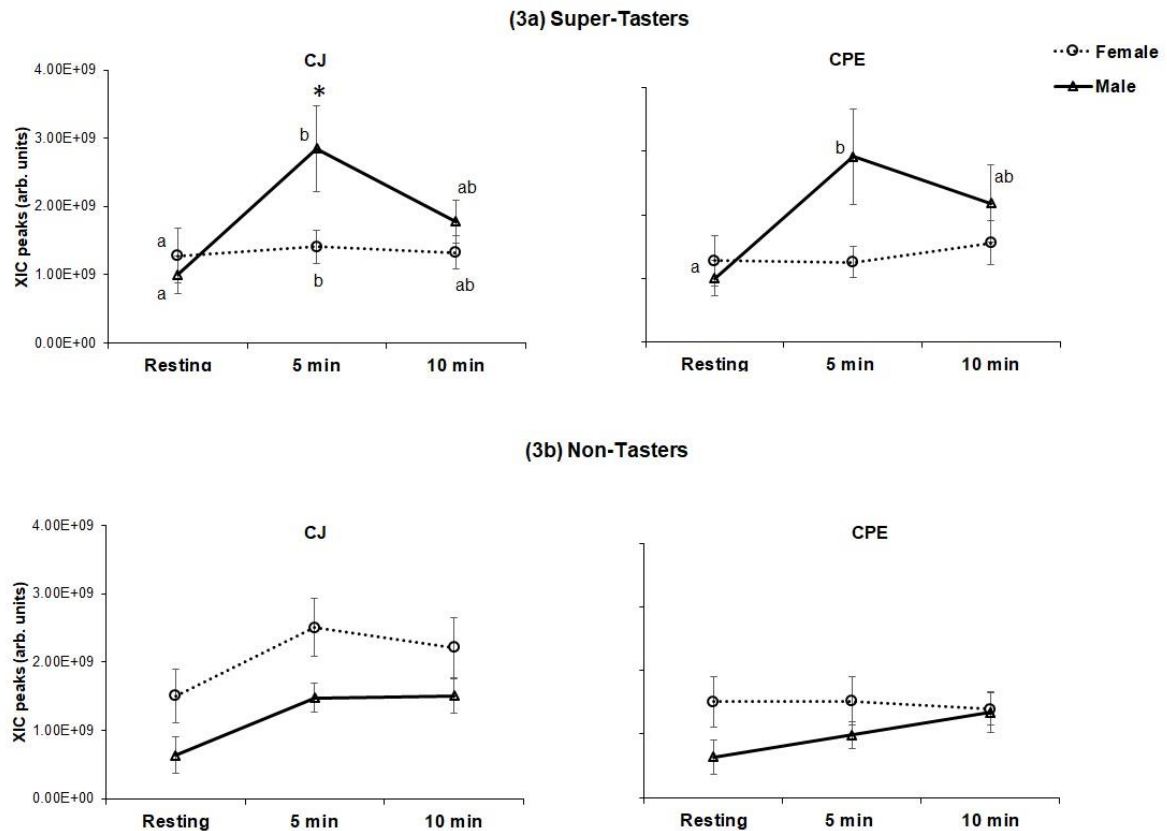 (3a) Super-Tasters
CJ
CPE
Female
Male
XIC peaks (arb. units)
4.00E+09
3.00E+09
2.00E+09
1.00E+09
0.00E+00
*
b
ab
a
a
b
ab
b
ab
a
Resting
5 min
10 min
Resting
5 min
10 min
(3b) Non-Tasters
CJ
CPE
XIC peaks (arb. units)
4.00E+09
3.00E+09
2.00E+09
1.00E+09
0.00E+00
Resting
5 min
10 min
Resting
5 min
10 min